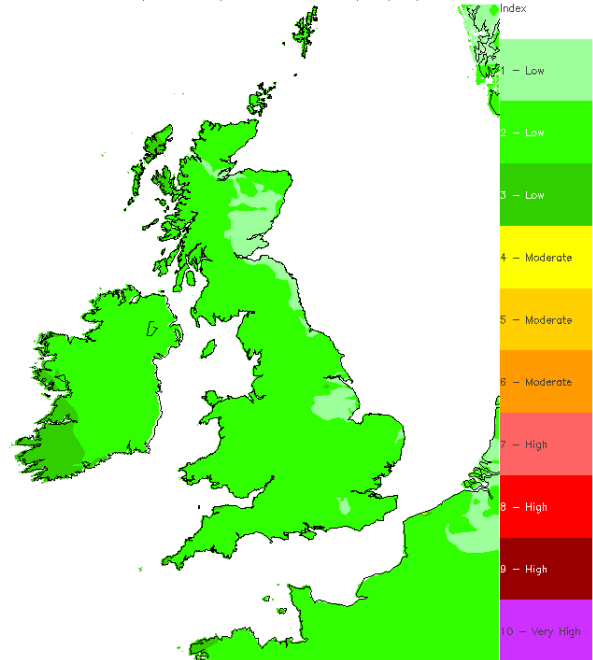 Index
1 - Low
2 - Low
3 - Low
4 - Moderate
5 - Moderate
6 - Moderate
7 - High
8 - High
9 - High
10 - Very High